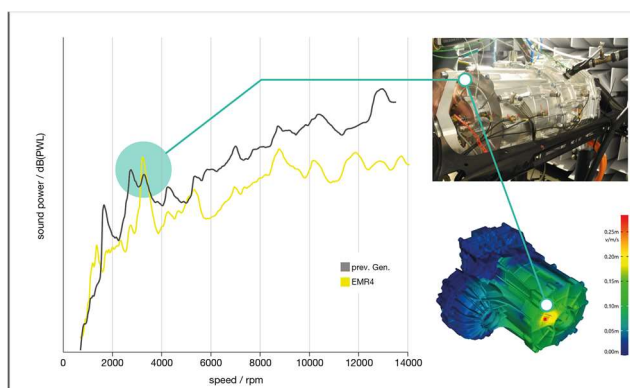 sound power / dB(PWL)
prev. Gen.
EMR4
0
2000
4000
6000
8000
10000
12000
14000
speed / rpm
0.25m
v/m/s
0.20m
0.15m
0.10m
0.05m
0.00m